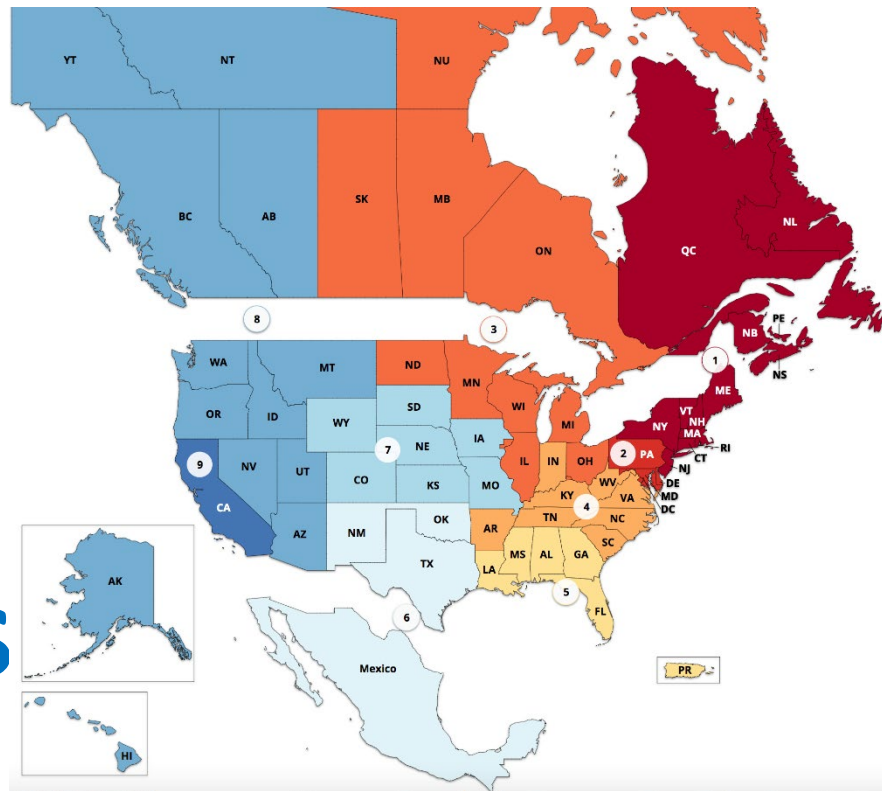 YT
NT
NU
BC
AB
SK
MB
ON
QC
NL
PE
NB
NS
8
3
1
WA
MT
ND
MN
ME
VT
NH
MA
NY
RI
CT
OR
ID
WY
SD
WI
MI
2
PA
NJ
DE
MD
DC
9
NV
UT
CO
7
NE
IA
IL
IN
OH
CA
KS
MO
KY
WV
VA
4
AZ
NM
OK
AR
TN
NC
SC
TX
LA
MS
AL
GA
5
FL
6
AK
Mexico
PR
HI
S